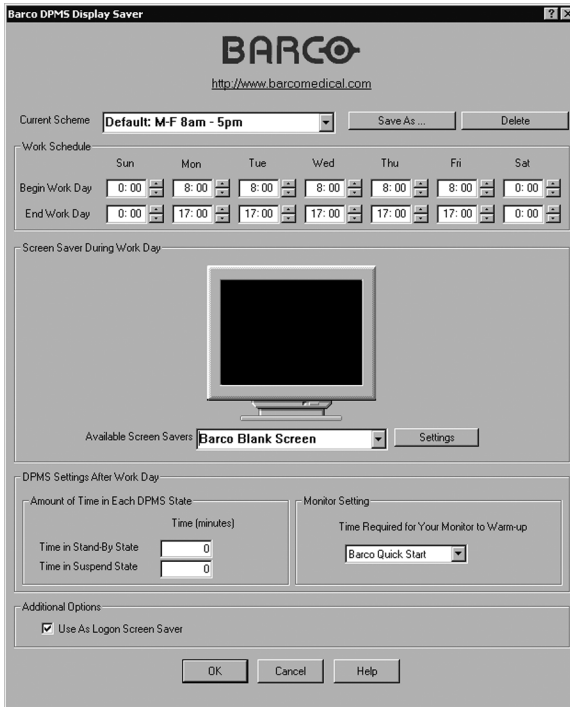 Barco DPMS Display Saver
BARCO
http://www.barcomedical.com
Current Scheme Default: M-F 8am - 5pm Save As ... Delete
Work Schedule
Sun Mon Tue Wed Thu Fri Sat
Begin Work Day 0: 00 8: 00 8: 00 8: 00 8: 00 8: 00 0: 00
End Work Day 0: 00 17: 00 17: 00 17: 00 17: 00 17: 00 0: 00
Screen Saver During Work Day
Available Screen Savers Barco Blank Screen Settings
DPMS Settings After Work Day
Amount of Time in Each DPMS State
Time (minutes)
Time in Stand-By State 0
Time in Suspend State 0
Monitor Setting
Time Required for Your Monitor to Warm-up
Barco Quick Start
Additional Options
Use As Logon Screen Saver
OK Cancel Help